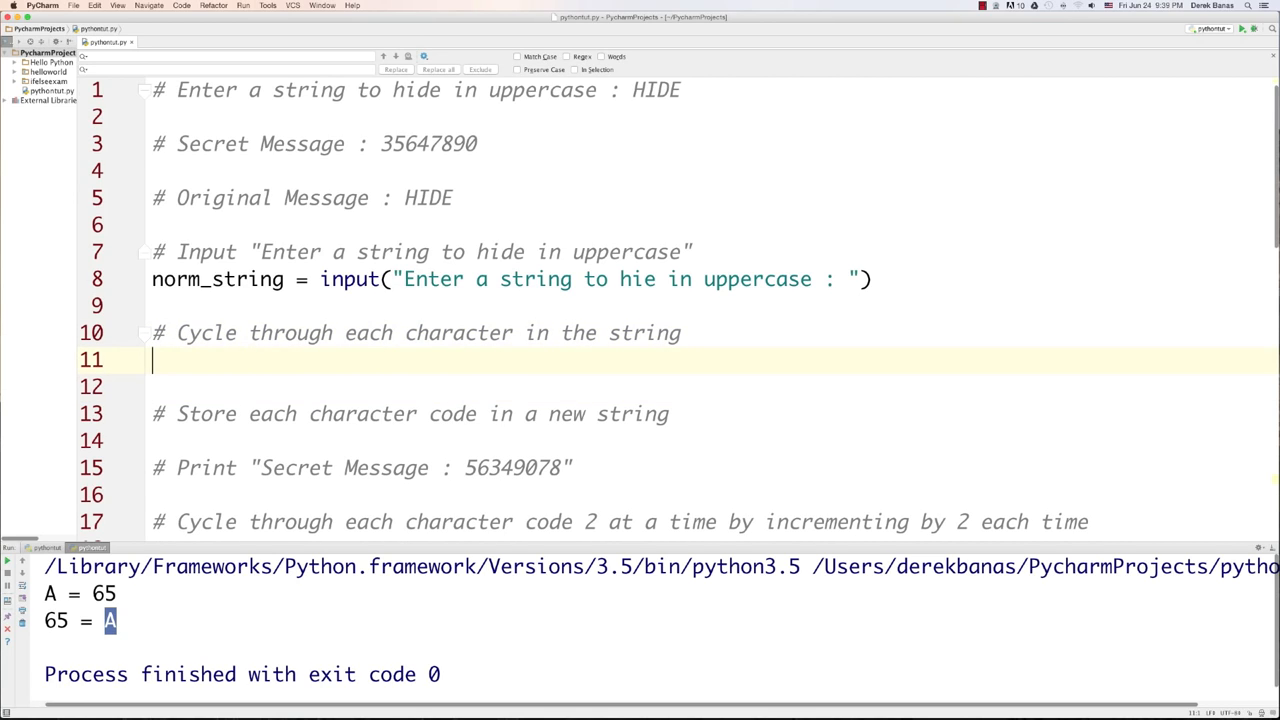 PyCharm File Edit View Navigate Code Refactor Run Tools VCS Window Help Fri Jun 24 9:39 PM Derek Banas
pythontut.py - PycharmProjects - [~/PycharmProjects]
PycharmProjects pythontut.py pythontut
pythontut.py
PycharmProject
Hello Python
helloworld
ifelseexam
pythontut.py
External Librarie
Match Case Regex Words
Replace Replace all Exclude Preserve Case In Selection
1 # Enter a string to hide in uppercase : HIDE
2
3 # Secret Message : 35647890
4
5 # Original Message : HIDE
6
7 # Input "Enter a string to hide in uppercase"
8 norm_string = input("Enter a string to hie in uppercase : ")
9
10 # Cycle through each character in the string
11
12
13 # Store each character code in a new string
14
15 # Print "Secret Message : 56349078"
16
17 # Cycle through each character code 2 at a time by incrementing by 2 each time
Run: pythontut pythontut
/Library/Frameworks/Python.framework/Versions/3.5/bin/python3.5 /Users/derekbanas/PycharmProjects/pytho
A = 65
65 = A
Process finished with exit code 0
11:1 LF UTF-8